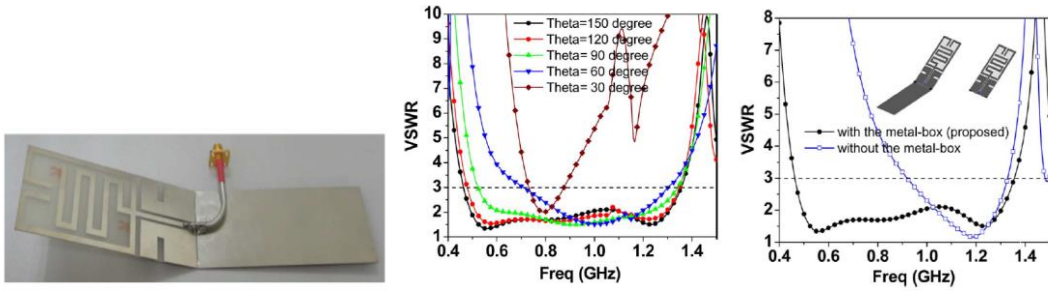 10
9
8
7
6
5
4
3
2
1
VSWR
Theta=150 degree
Theta=120 degree
Theta= 90 degree
Theta= 60 degree
Theta= 30 degree
0.4 0.6 0.8 1.0 1.2 1.4
Freq (GHz)
8
7
6
5
4
3
2
1
VSWR
with the metal-box (proposed)
without the metal-box
0.4 0.6 0.8 1.0 1.2 1.4
Freq (GHz)